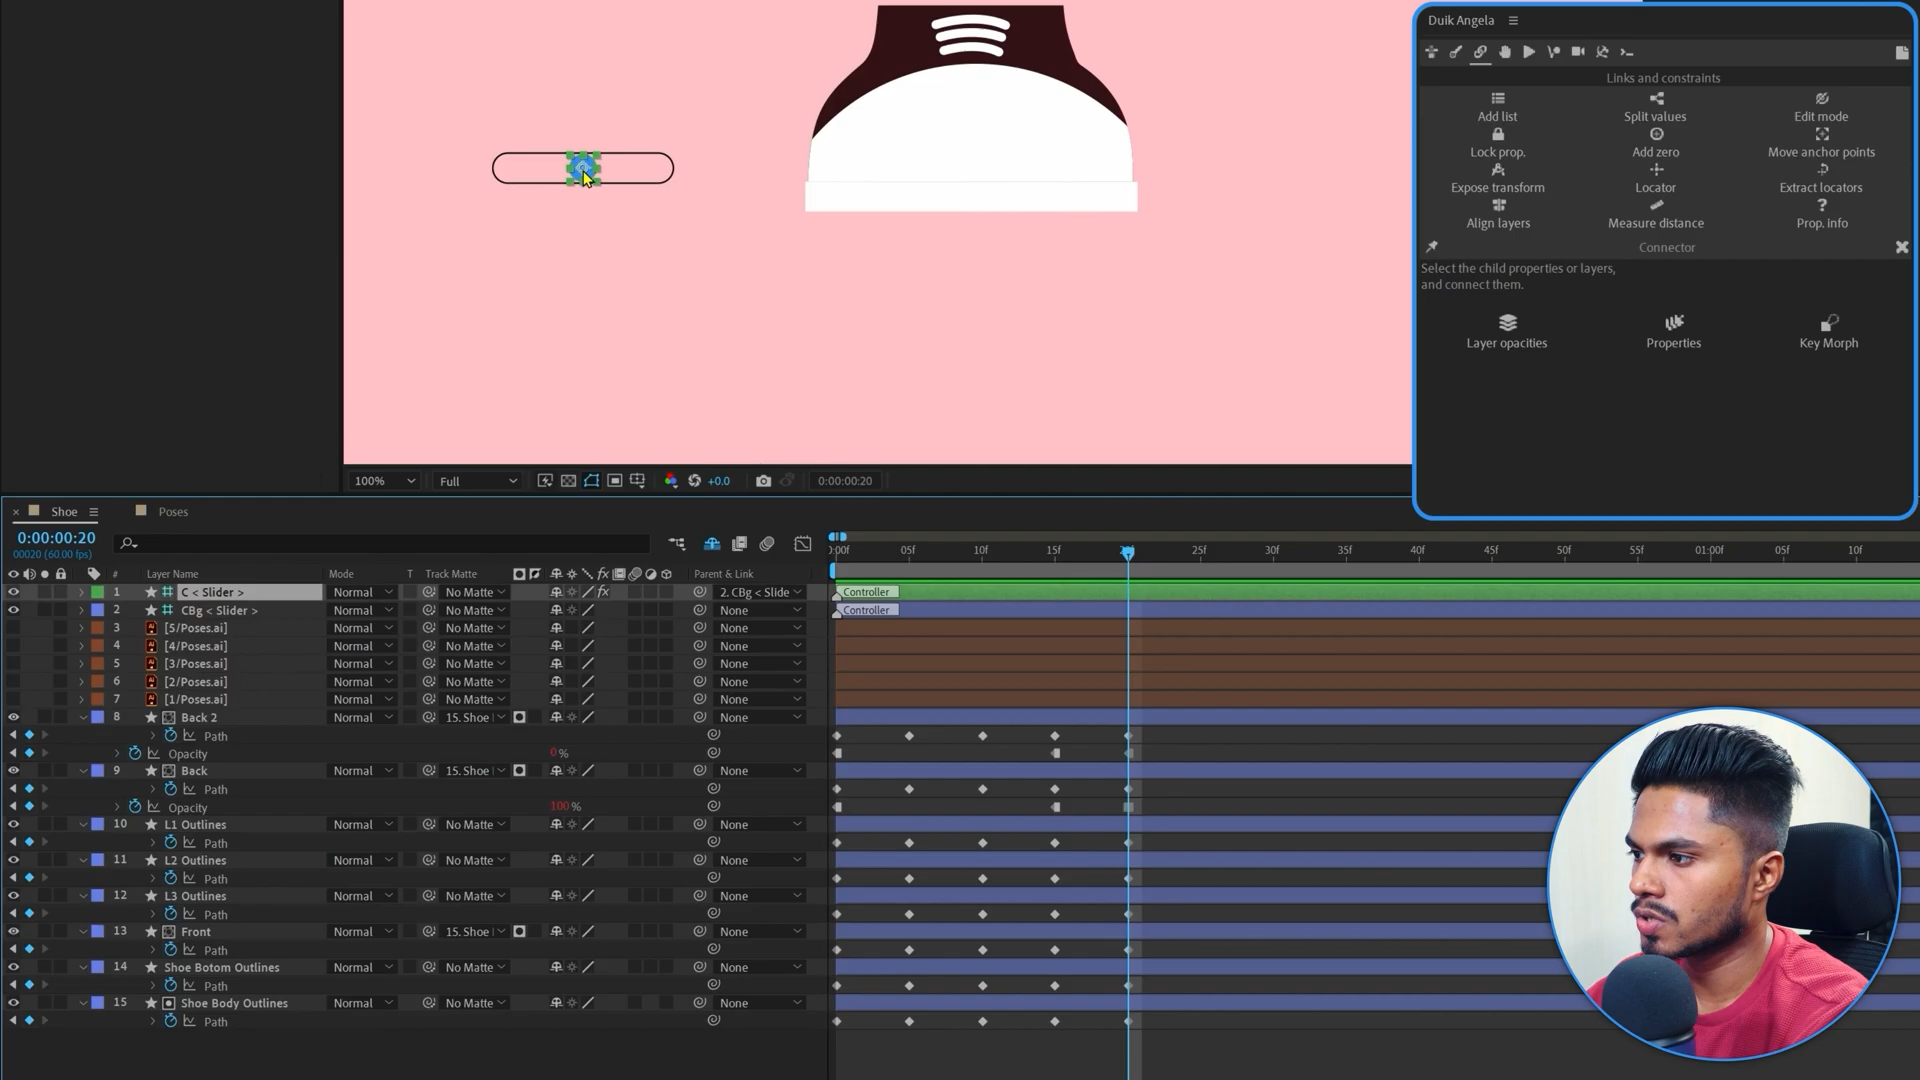 Duik Angela
Links and constraints
Add list Split values Edit mode
Lock prop. Add zero Move anchor points
Expose transform Locator Extract locators
Align layers Measure distance Prop. info
Connector
Select the child properties or layers,
and connect them.
Layer opacities Properties Key Morph
100% Full +0.0 0:00:00:20
Shoe Poses
0:00:00:20
00020 (60.00 fps)
0:00f 05f 10f 15f 25f 30f 35f 40f 45f 50f 55f 01:00f 05f 10f
# Layer Name Mode T Track Matte fx Parent & Link
1 C < Slider > Normal No Matte fx 2. CBg < Slide Controller
2 CBg < Slider > Normal No Matte None Controller
3 [5/Poses.ai] Normal No Matte None
4 [4/Poses.ai] Normal No Matte None
5 [3/Poses.ai] Normal No Matte None
6 [2/Poses.ai] Normal No Matte None
7 [1/Poses.ai] Normal No Matte None
8 Back 2 Normal 15. Shoe None
Path
Opacity 0%
9 Back Normal 15. Shoe None
Path
Opacity 100%
10 L1 Outlines Normal No Matte None
Path
11 L2 Outlines Normal No Matte None
Path
12 L3 Outlines Normal No Matte None
Path
13 Front Normal 15. Shoe None
Path
14 Shoe Botom Outlines Normal No Matte None
Path
15 Shoe Body Outlines Normal No Matte None
Path